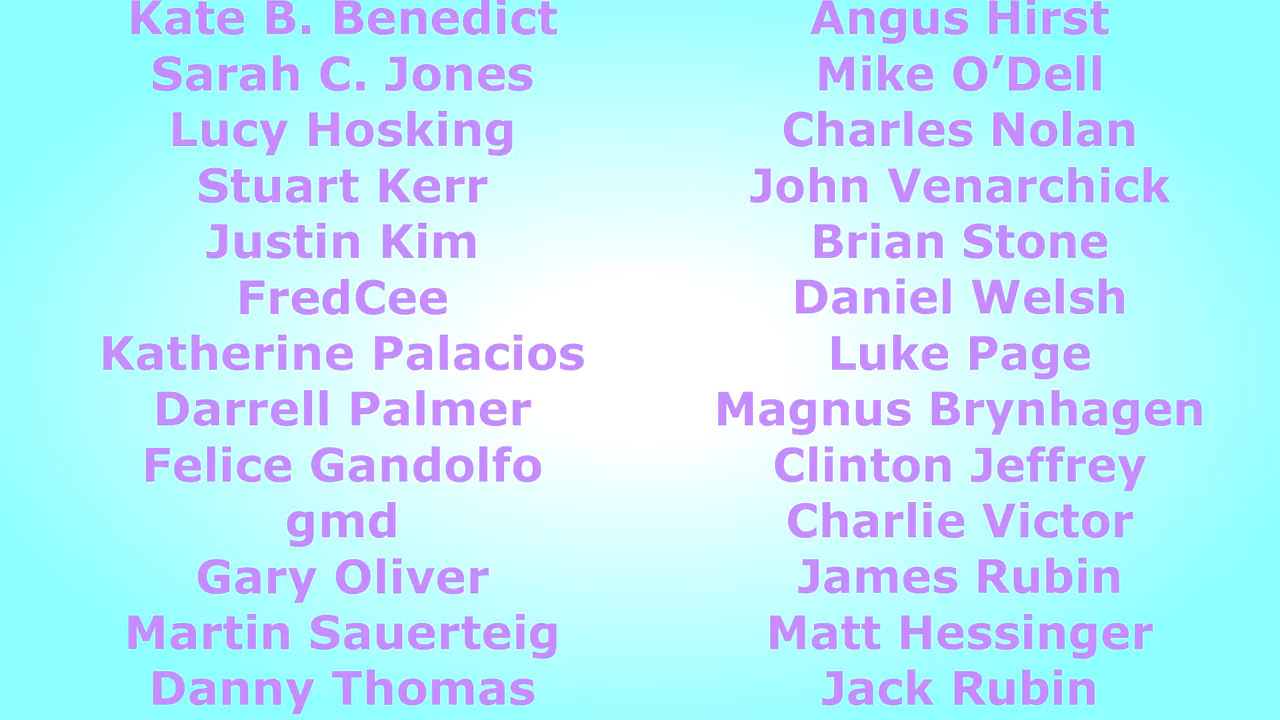 Kate B. Benedict
Sarah C. Jones
Lucy Hosking
Stuart Kerr
Justin Kim
FredCee
Katherine Palacios
Darrell Palmer
Felice Gandolfo
gmd
Gary Oliver
Martin Sauerteig
Danny Thomas
Angus Hirst
Mike O’Dell
Charles Nolan
John Venarchick
Brian Stone
Daniel Welsh
Luke Page
Magnus Brynhagen
Clinton Jeffrey
Charlie Victor
James Rubin
Matt Hessinger
Jack Rubin